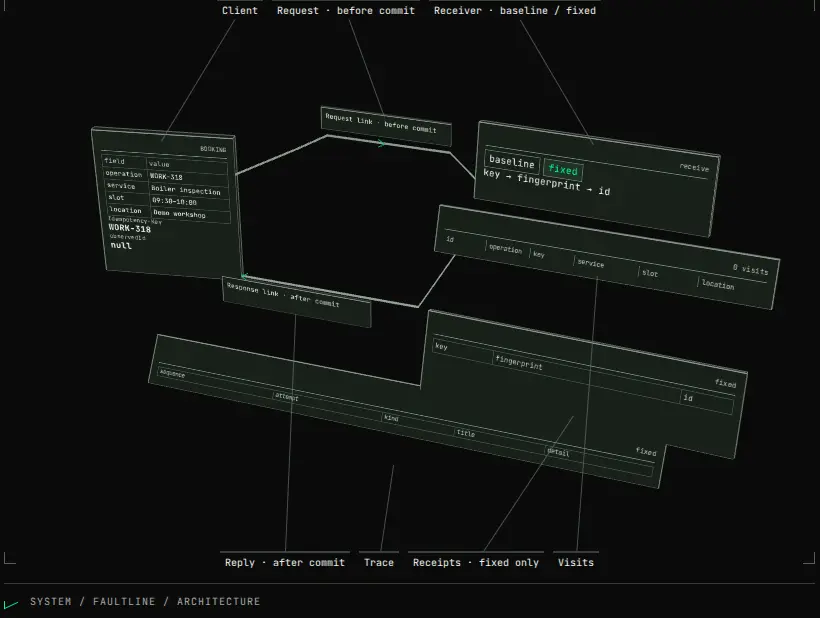 Client
Request · before commit
Receiver · baseline / fixed
BOOKING
field value
operation WORK-318
service Boiler inspection
slot 09:30–10:00
location Demo workshop
Idempotency-Key
WORK-318
observedId
null
Request link · before commit
receive
baseline fixed
key → fingerprint → id
0 visits
id operation key service slot location
Response link · after commit
fixed
key fingerprint id
fixed
sequence attempt kind title detail
Reply · after commit
Trace
Receipts · fixed only
Visits
SYSTEM / FAULTLINE / ARCHITECTURE